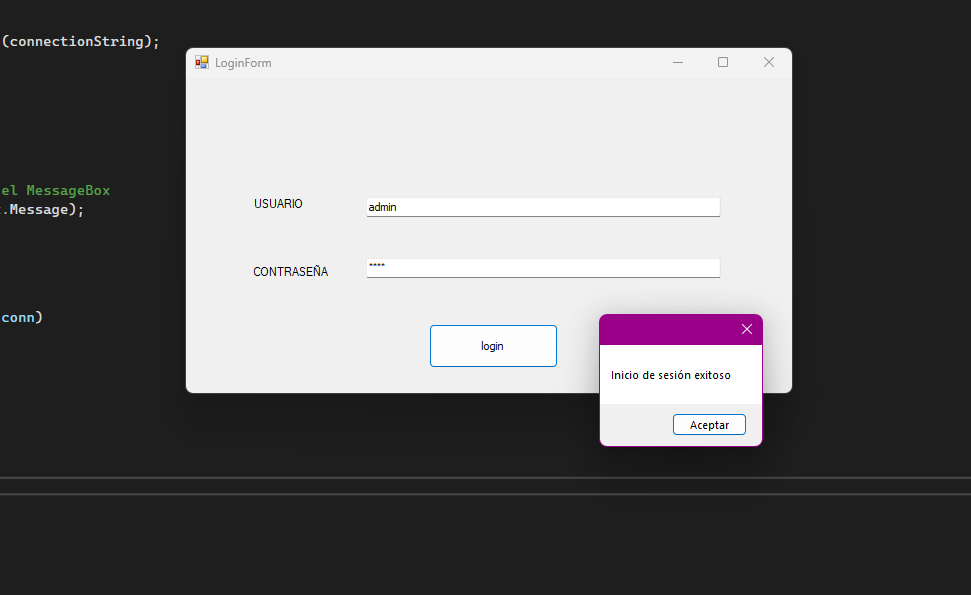 (connectionString);
LoginForm
el MessageBox
.Message);
USUARIO
admin
CONTRASEÑA
****
conn)
login
Inicio de sesión exitoso
Aceptar